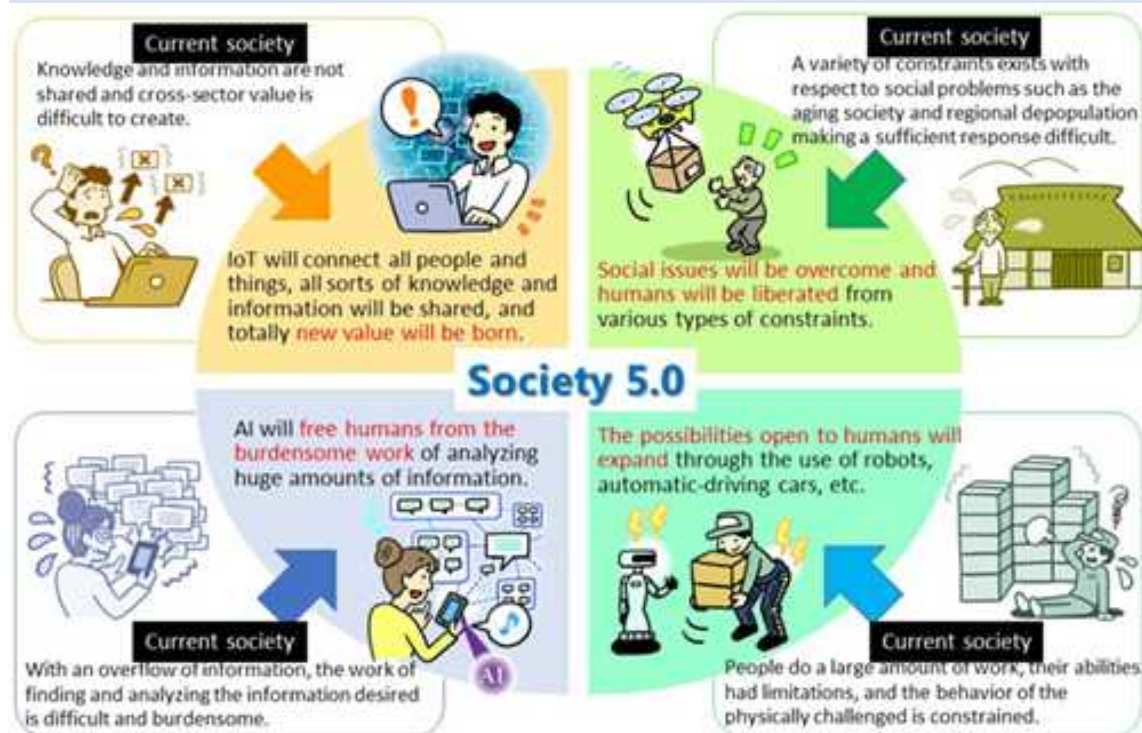 Current society
Knowledge and information are not
shared and cross-sector value is
difficult to create.
IoT will connect all people and
things, all sorts of knowledge and
information will be shared, and
totally new value will be born.
Current society
A variety of constraints exists with
respect to social problems such as the
aging society and regional depopulation
making a sufficient response difficult.
Social issues will be overcome and
humans will be liberated from
various types of constraints.
Society 5.0
AI will free humans from the
burdensome work of analyzing
huge amounts of information.
AI
Current society
With an overflow of information, the work of
finding and analyzing the information desired
is difficult and burdensome.
The possibilities open to humans will
expand through the use of robots,
automatic-driving cars, etc.
Current society
People do a large amount of work, their abilities
had limitations, and the behavior of the
physically challenged is constrained.